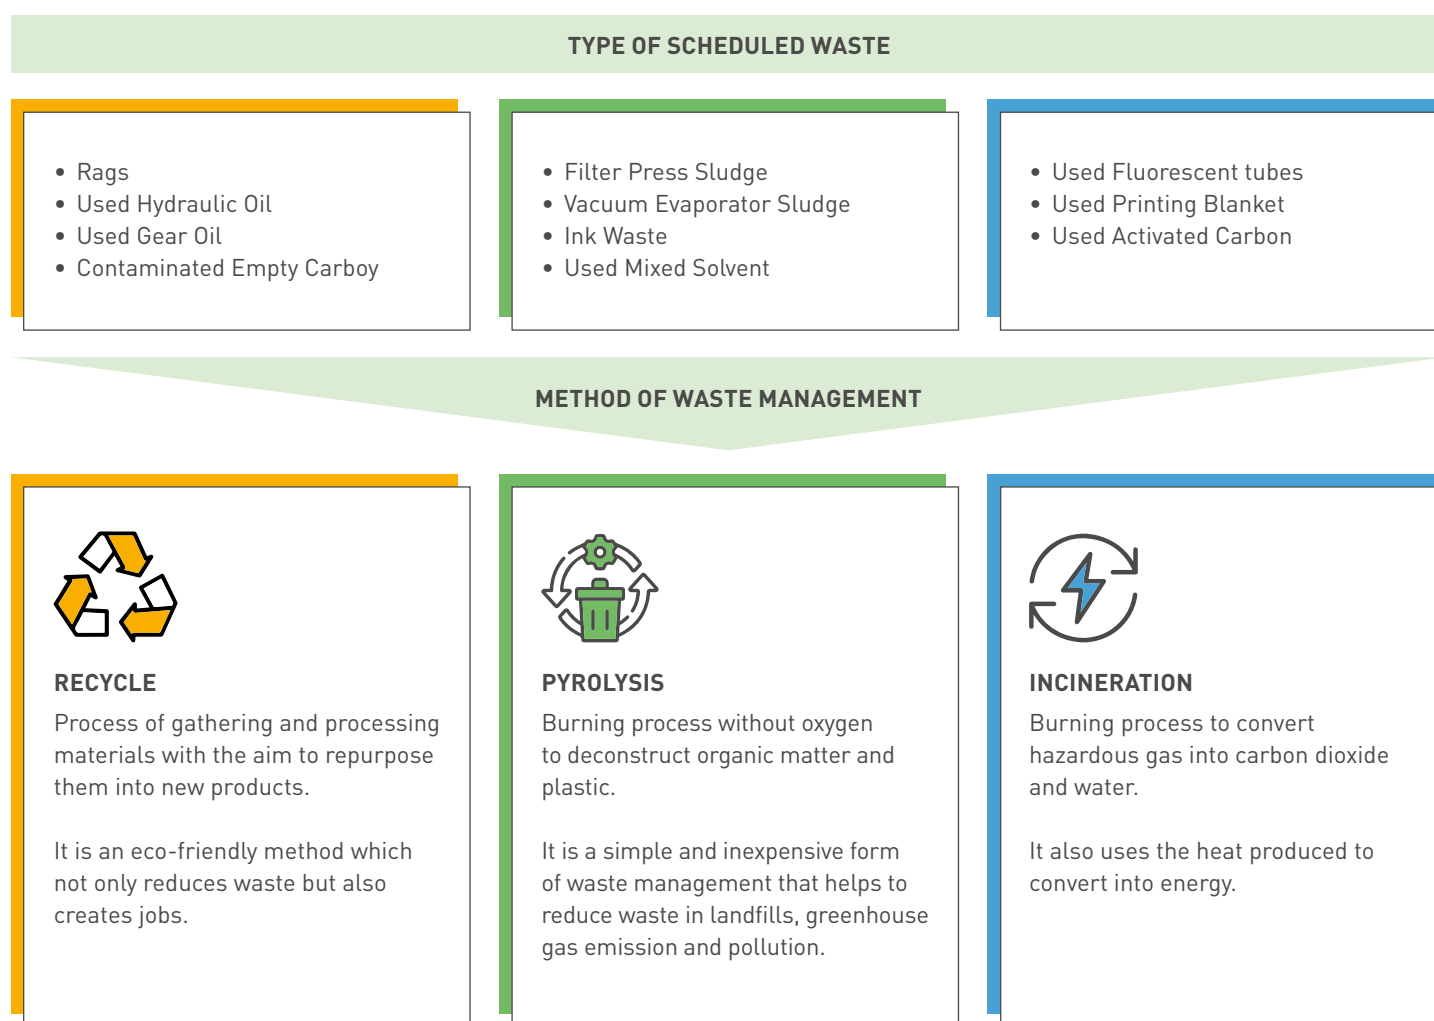 TYPE OF SCHEDULED WASTE
• Rags
• Used Hydraulic Oil
• Used Gear Oil
• Contaminated Empty Carboy
• Filter Press Sludge
• Vacuum Evaporator Sludge
• Ink Waste
• Used Mixed Solvent
• Used Fluorescent tubes
• Used Printing Blanket
• Used Activated Carbon
METHOD OF WASTE MANAGEMENT
RECYCLE
Process of gathering and processing
materials with the aim to repurpose
them into new products.
It is an eco-friendly method which
not only reduces waste but also
creates jobs.
PYROLYSIS
Burning process without oxygen
to deconstruct organic matter and
plastic.
It is a simple and inexpensive form
of waste management that helps to
reduce waste in landfills, greenhouse
gas emission and pollution.
INCINERATION
Burning process to convert
hazardous gas into carbon dioxide
and water.
It also uses the heat produced to
convert into energy.